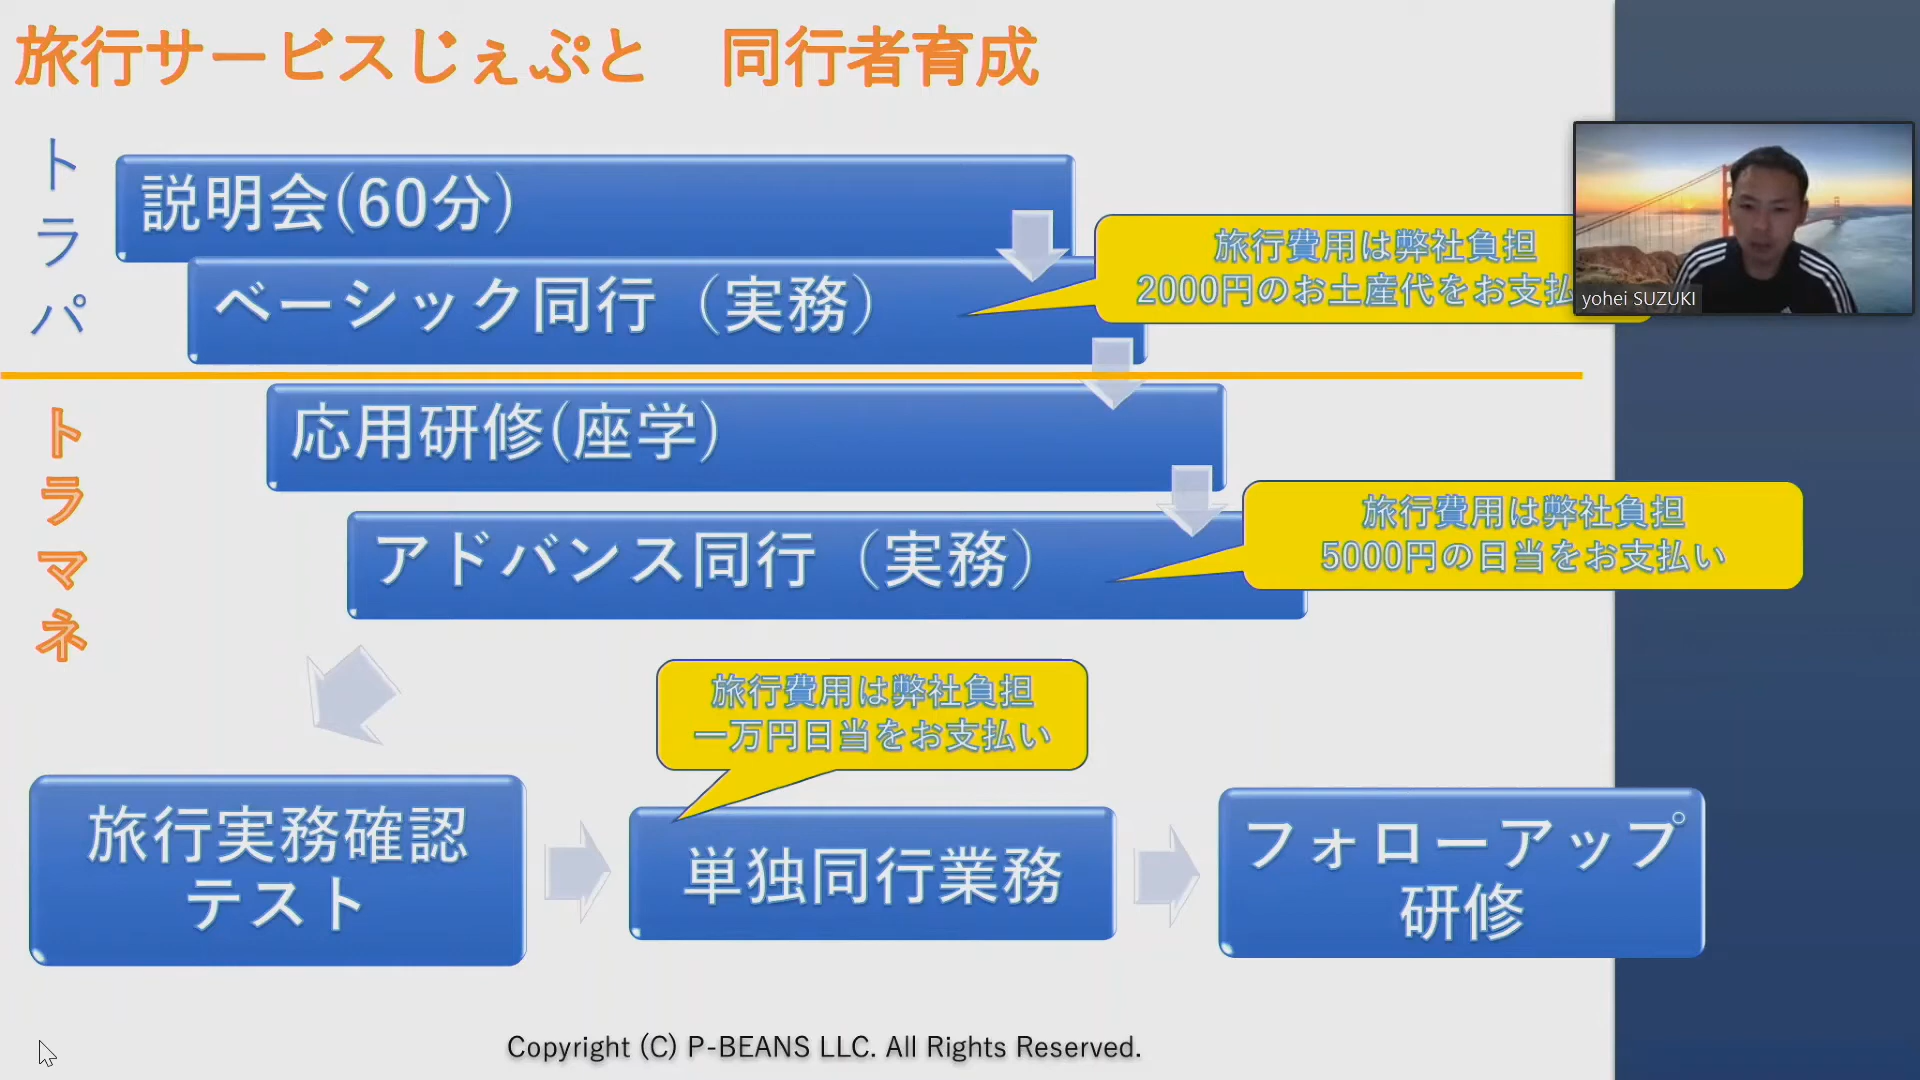 旅行サービスじぇぷと　同行者育成
トラパ
説明会(60分)
旅行費用は弊社負担
2000円のお土産代をお支払
ベーシック同行（実務）
yohei SUZUKI
トラマネ
応用研修(座学)
旅行費用は弊社負担
5000円の日当をお支払い
アドバンス同行（実務）
旅行費用は弊社負担
一万円日当をお支払い
旅行実務確認
テスト
単独同行業務
フォローアップ
研修
Copyright (C) P-BEANS LLC. All Rights Reserved.